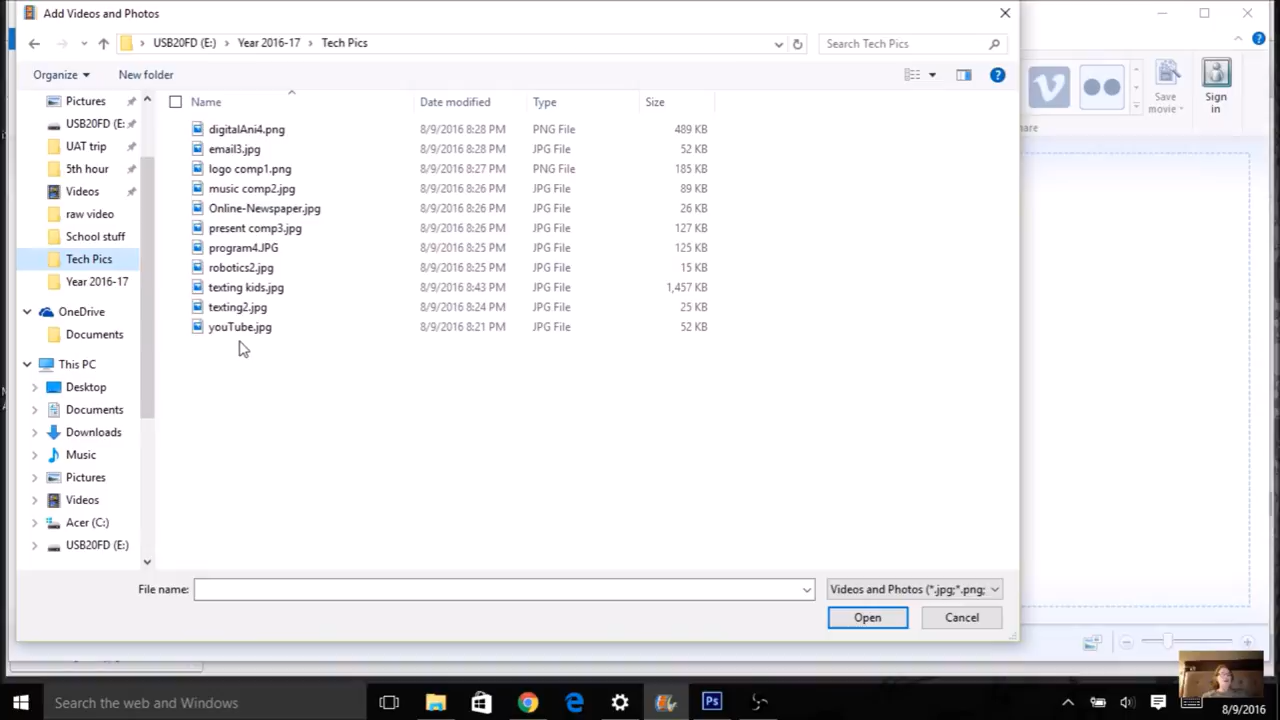 Add Videos and Photos
USB20FD (E:) Year 2016-17 Tech Pics
Search Tech Pics
Organize New folder
Name Date modified Type Size
digitalAni4.png 8/9/2016 8:28 PM PNG File 489 KB
email3.jpg 8/9/2016 8:28 PM JPG File 52 KB
logo comp1.png 8/9/2016 8:27 PM PNG File 185 KB
music comp2.jpg 8/9/2016 8:26 PM JPG File 89 KB
Online-Newspaper.jpg 8/9/2016 8:26 PM JPG File 26 KB
present comp3.jpg 8/9/2016 8:26 PM JPG File 127 KB
program4.JPG 8/9/2016 8:25 PM JPG File 125 KB
robotics2.jpg 8/9/2016 8:25 PM JPG File 15 KB
texting kids.jpg 8/9/2016 8:43 PM JPG File 1,457 KB
texting2.jpg 8/9/2016 8:24 PM JPG File 25 KB
youTube.jpg 8/9/2016 8:21 PM JPG File 52 KB
Pictures
USB20FD (E:
UAT trip
5th hour
Videos
raw video
School stuff
Tech Pics
Year 2016-17
OneDrive
Documents
This PC
Desktop
Documents
Downloads
Music
Pictures
Videos
Acer (C:)
USB20FD (E:)
File name:
Videos and Photos (*.jpg;*.png;
Open Cancel
Save
movie
Sign
in
are
Search the web and Windows
8/9/2016